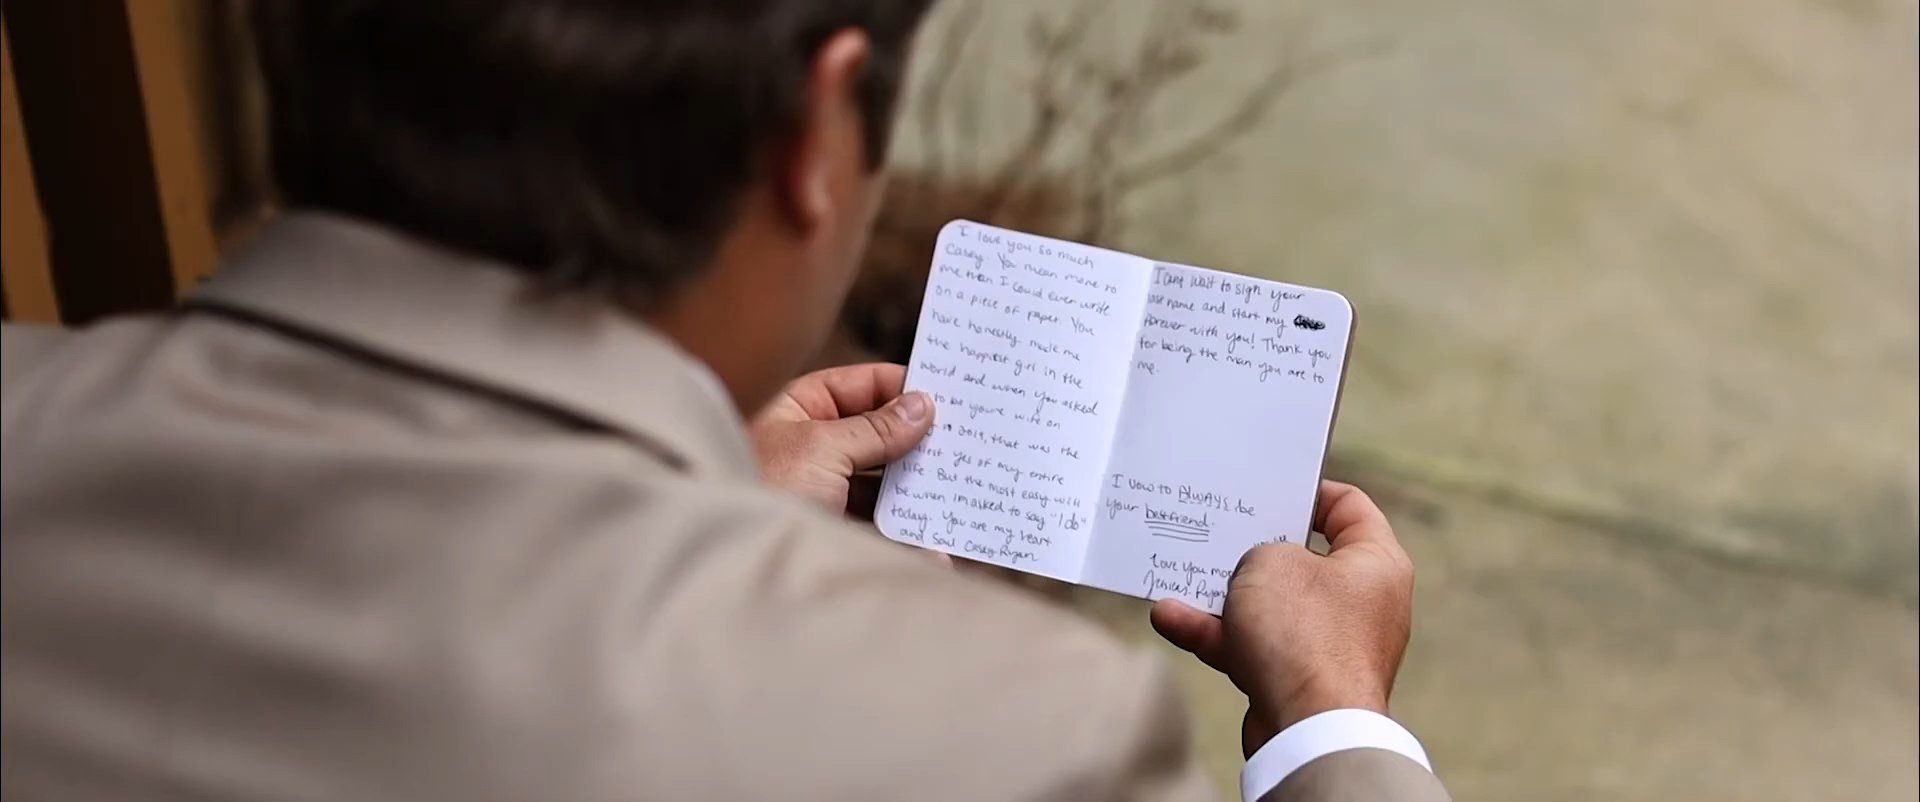 I love you so much
Casey. You mean more to
me than I could ever write
on a piece of paper. You
have honestly made me
the happiest girl in the
world and when you asked
to be youre wife on
19 2019, that was the
yes of my entire
life. But the most easy will
be when im asked to say "I do"
today. You are my heart
and Soul Casey Ryan
I cant wait to sign your
last name and start my
forever with you! Thank you
for being the man you are to
me.
I vow to AlWAYS be
your bestfriend.
Love you
Ryan